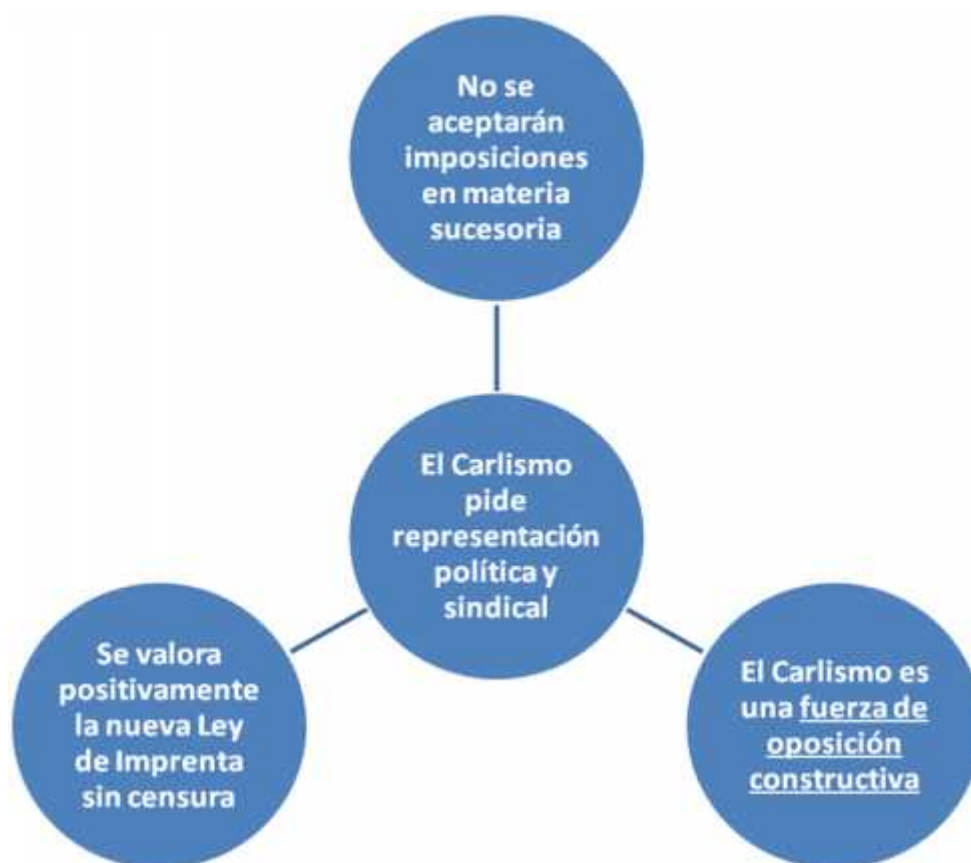 No se
aceptarán
imposiciones
en materia
sucesoria
El Carlismo
pide
representación
política y
sindical
Se valora
positivamente
la nueva Ley
de Imprenta
sin censura
El Carlismo es
una fuerza de
oposición
constructiva